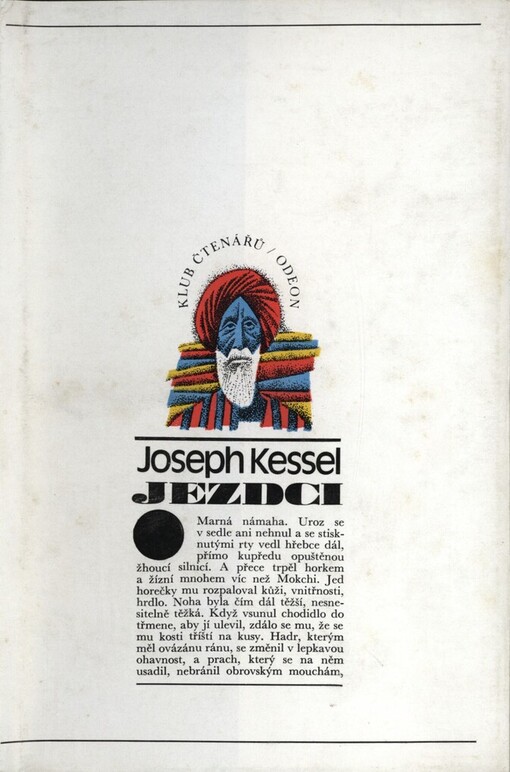 KLUB ČTENÁŘŮ / ODEON
Joseph Kessel
JEZDCI
Marná námaha. Uroz se
v sedle ani nehnul a se stisk-
nutými rty vedl hřebce dál,
přímo kupředu opuštěnou
žhoucí silnicí. A přece trpěl horkem
a žízní mnohem víc než Mokchi. Jed
horečky mu rozpaloval kůži, vnitřnosti,
hrdlo. Noha byla čím dál těžší, nesne-
sitelně těžká. Když vsunul chodidlo do
třmene, aby jí ulevil, zdálo se mu, že se
mu kosti tříští na kusy. Hadr, kterým
měl ovázánu ránu, se změnil v lepkavou
ohavnost, a prach, který se na něm
usadil, nebránil obrovským mouchám,